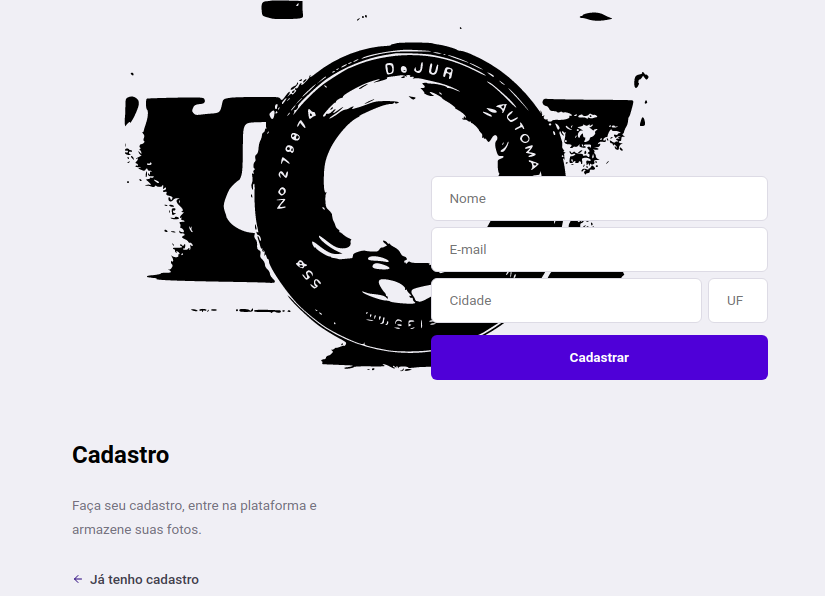 D.JUR
AUTOMA
No 279874
558
Nome
E-mail
Cidade
UF
Cadastrar
Cadastro
Faça seu cadastro, entre na plataforma e
armazene suas fotos.
Já tenho cadastro